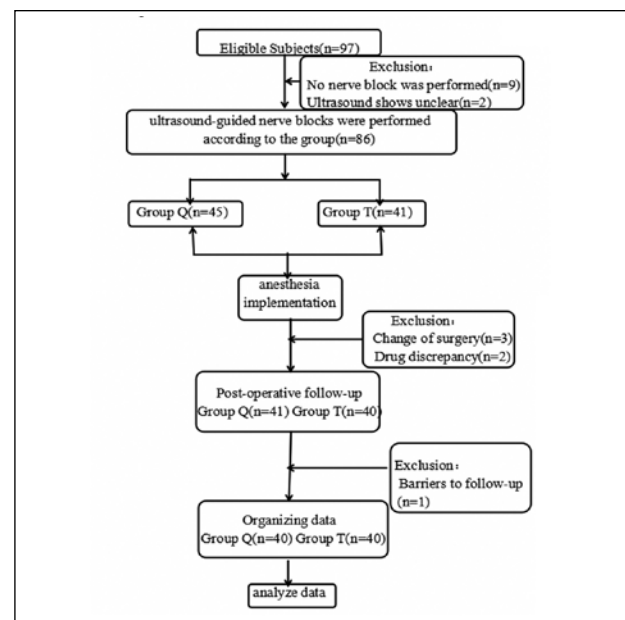 Eligible Subjects(n=97)
Exclusion:
No nerve block was performed(n=9)
Ultrasound shows unclear(n=2)
ultrasound-guided nerve blocks were performed
according to the group(n=86)
Group Q(n=45)
Group T(n=41)
anesthesia
implementation
Exclusion:
Change of surgery(n=3)
Drug discrepancy(n=2)
Post-operative follow-up
Group Q(n=41) Group T(n=40)
Exclusion:
Barriers to follow-up
(n=1)
Organizing data
Group Q(n=40) Group T(n=40)
analyze data